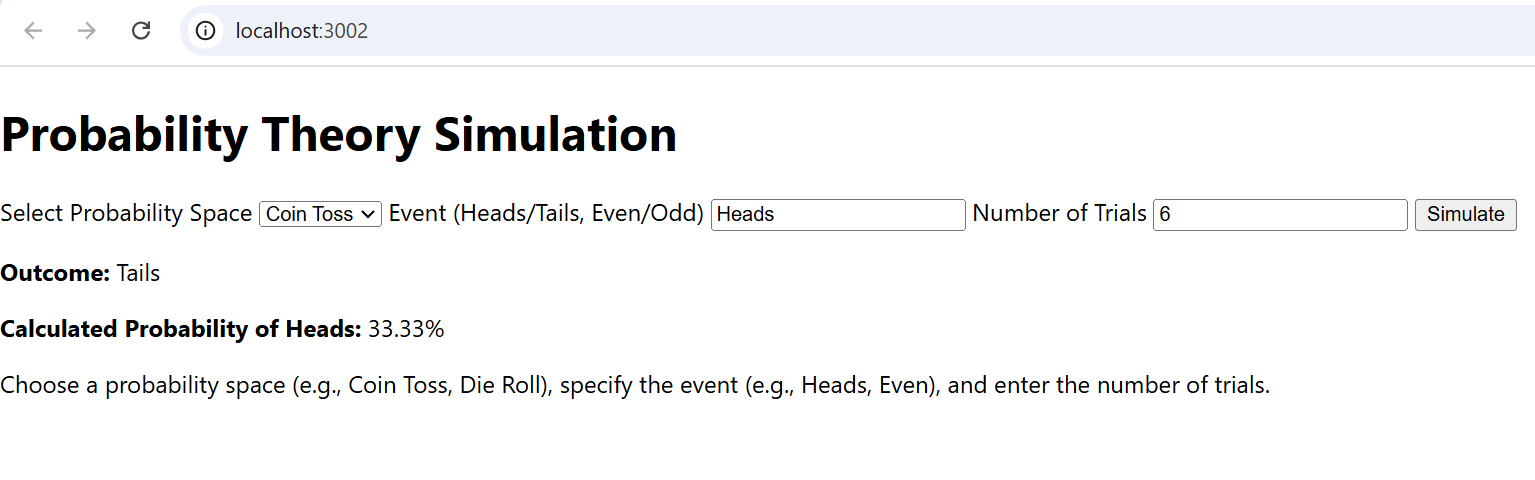 localhost:3002
Probability Theory Simulation
Select Probability Space Coin Toss Event (Heads/Tails, Even/Odd) Heads Number of Trials 6 Simulate
Outcome: Tails
Calculated Probability of Heads: 33.33%
Choose a probability space (e.g., Coin Toss, Die Roll), specify the event (e.g., Heads, Even), and enter the number of trials.